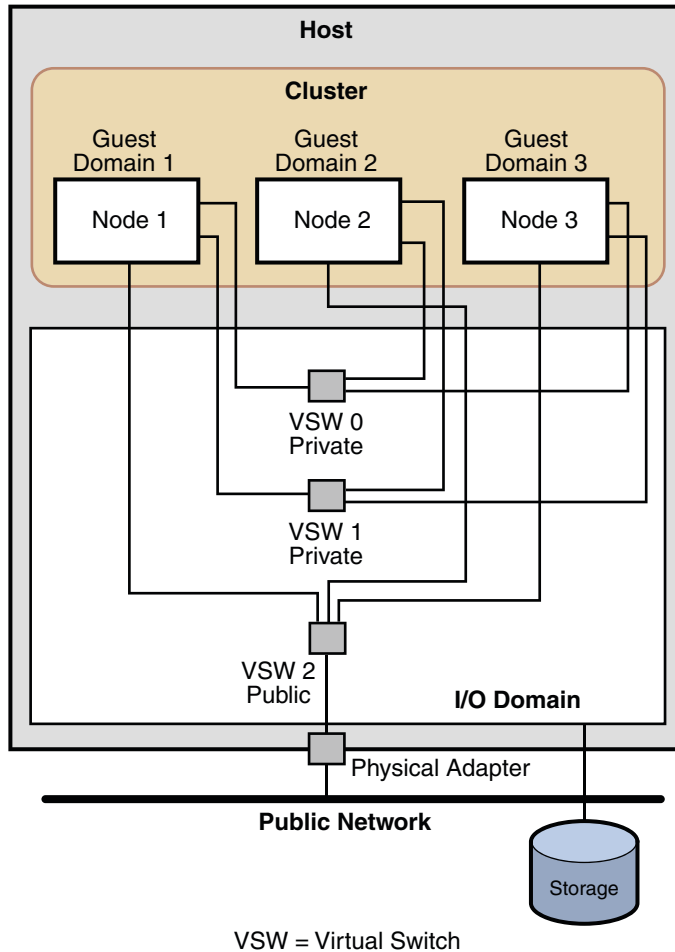 Host
Cluster
Guest
Domain 1
Guest
Domain 2
Guest
Domain 3
Node 1
Node 2
Node 3
VSW 0
Private
VSW 1
Private
VSW 2
Public
I/O Domain
Physical Adapter
Public Network
Storage
VSW = Virtual Switch